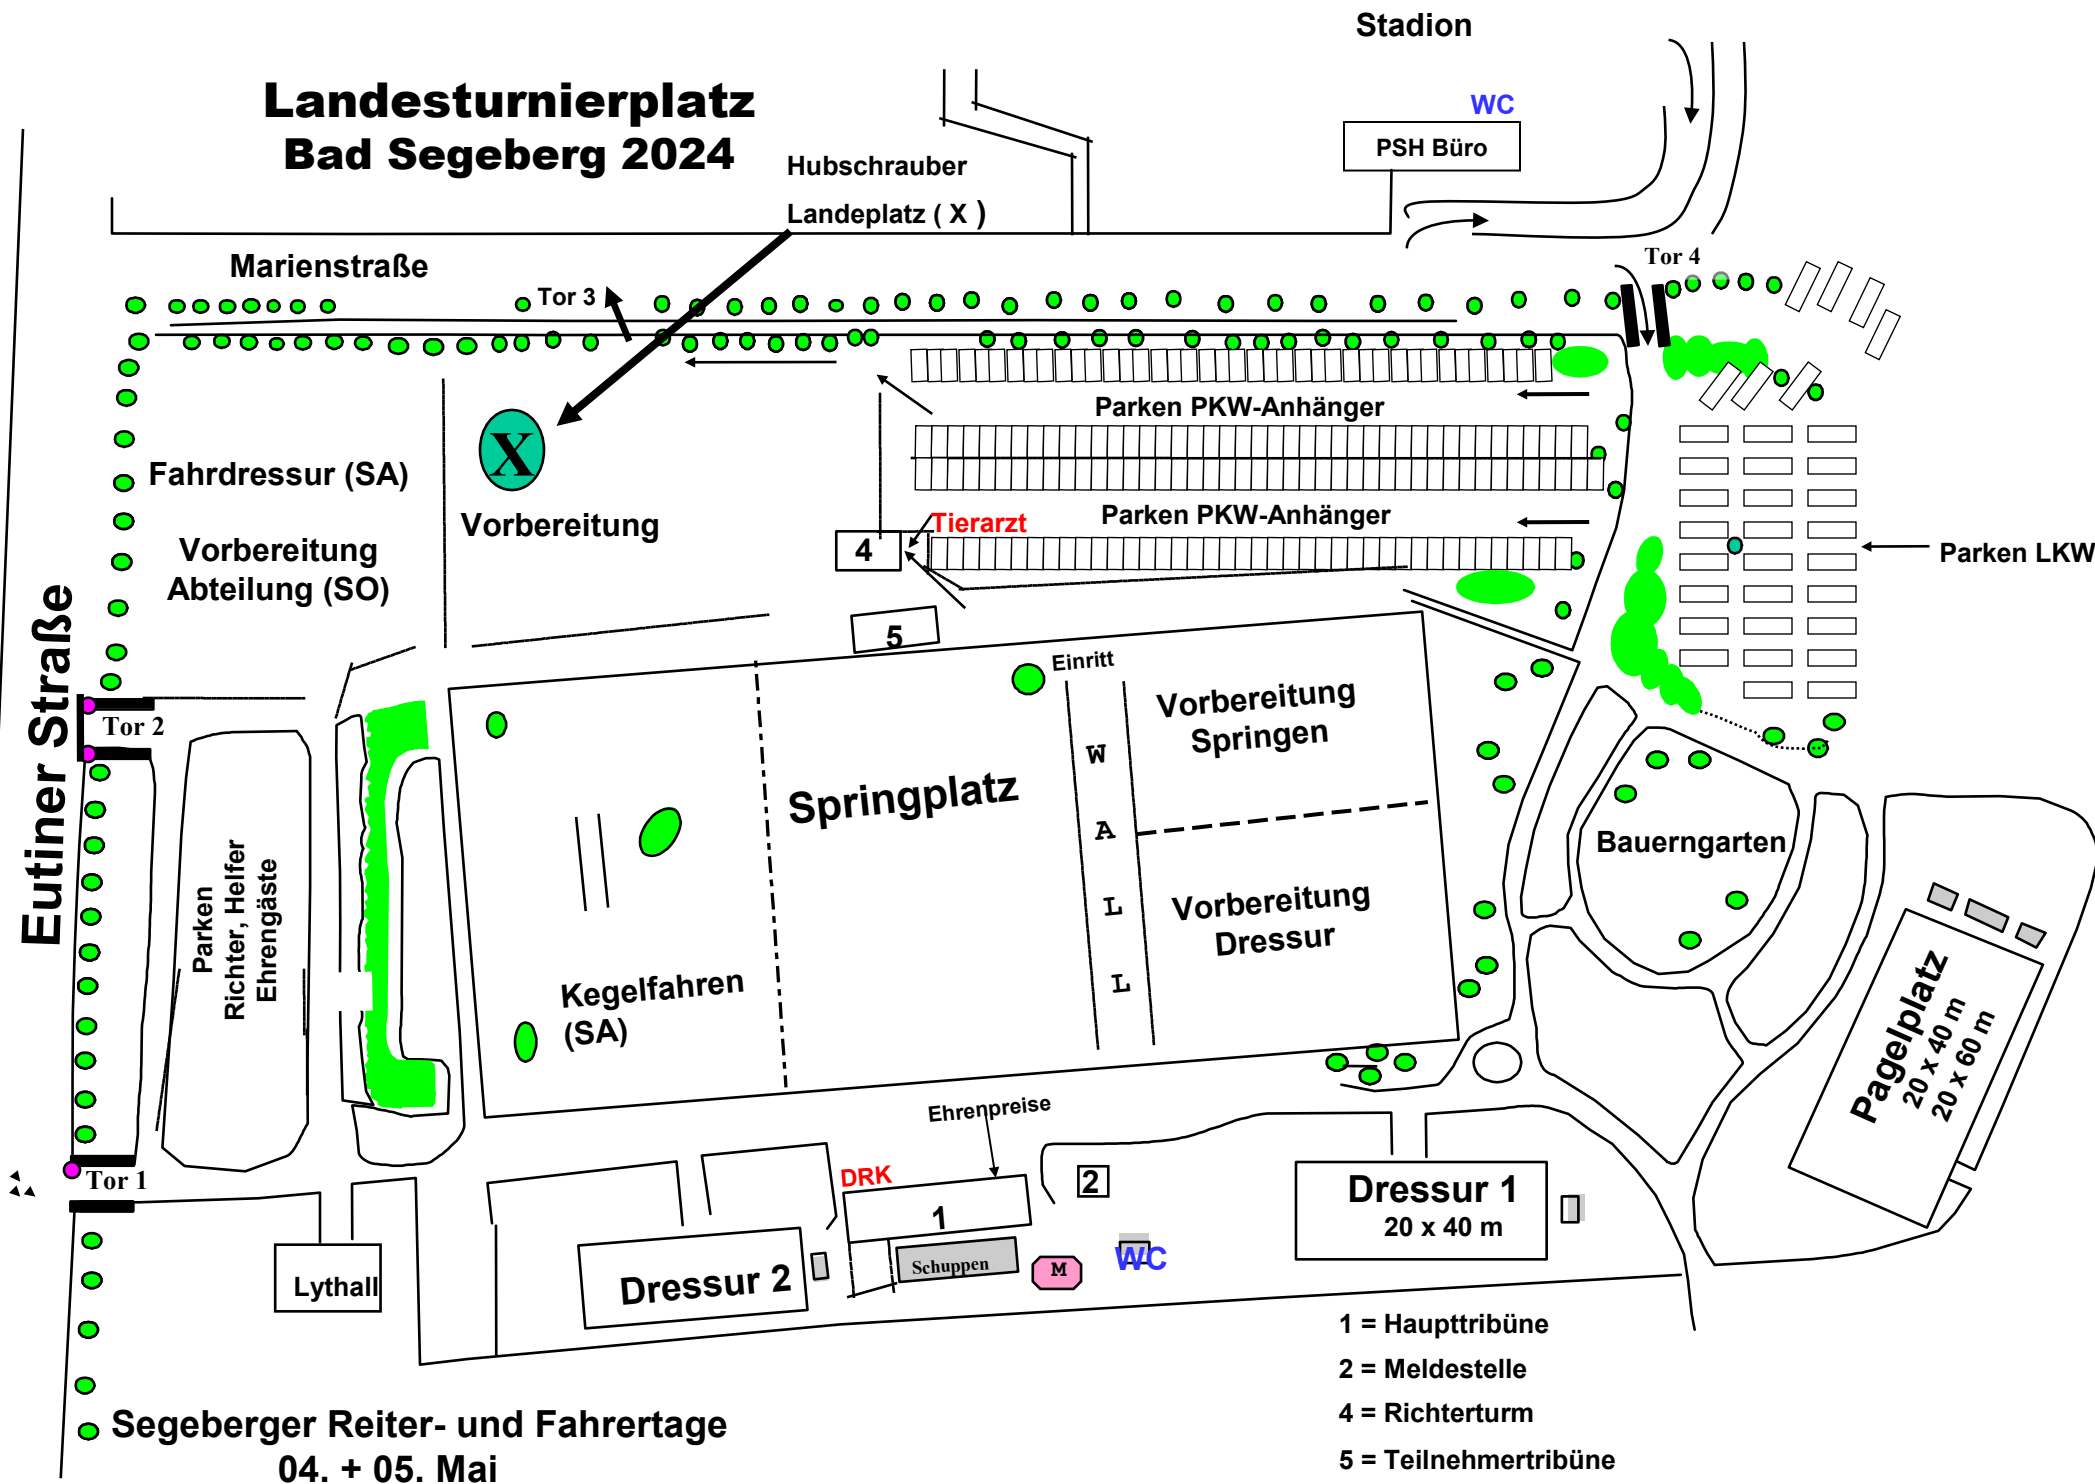 Stadion
Landesturnierplatz
Bad Segeberg 2024
WC
PSH Büro
Hubschrauber
Landeplatz ( X )
Marienstraße
Tor 3
Tor 4
Parken PKW-Anhänger
X
Fahrdressur (SA)
Vorbereitung
Tierarzt
Parken PKW-Anhänger
4
Vorbereitung
Abteilung (SO)
Parken LKW
5
Einritt
Eutiner Straße
Tor 2
Vorbereitung
Springen
W
A
L
L
Springplatz
Bauerngarten
Parken
Richter, Helfer
Ehrengäste
Vorbereitung
Dressur
Kegelfahren
(SA)
Pagelplatz
20 x 40 m
20 x 60 m
Ehrenpreise
Tor 1
DRK
1
2
Dressur 1
20 x 40 m
Lythall
Dressur 2
Schuppen
M
WC
1 = Haupttribüne
2 = Meldestelle
4 = Richterturm
5 = Teilnehmertribüne
Segeberger Reiter- und Fahrertage
04. + 05. Mai